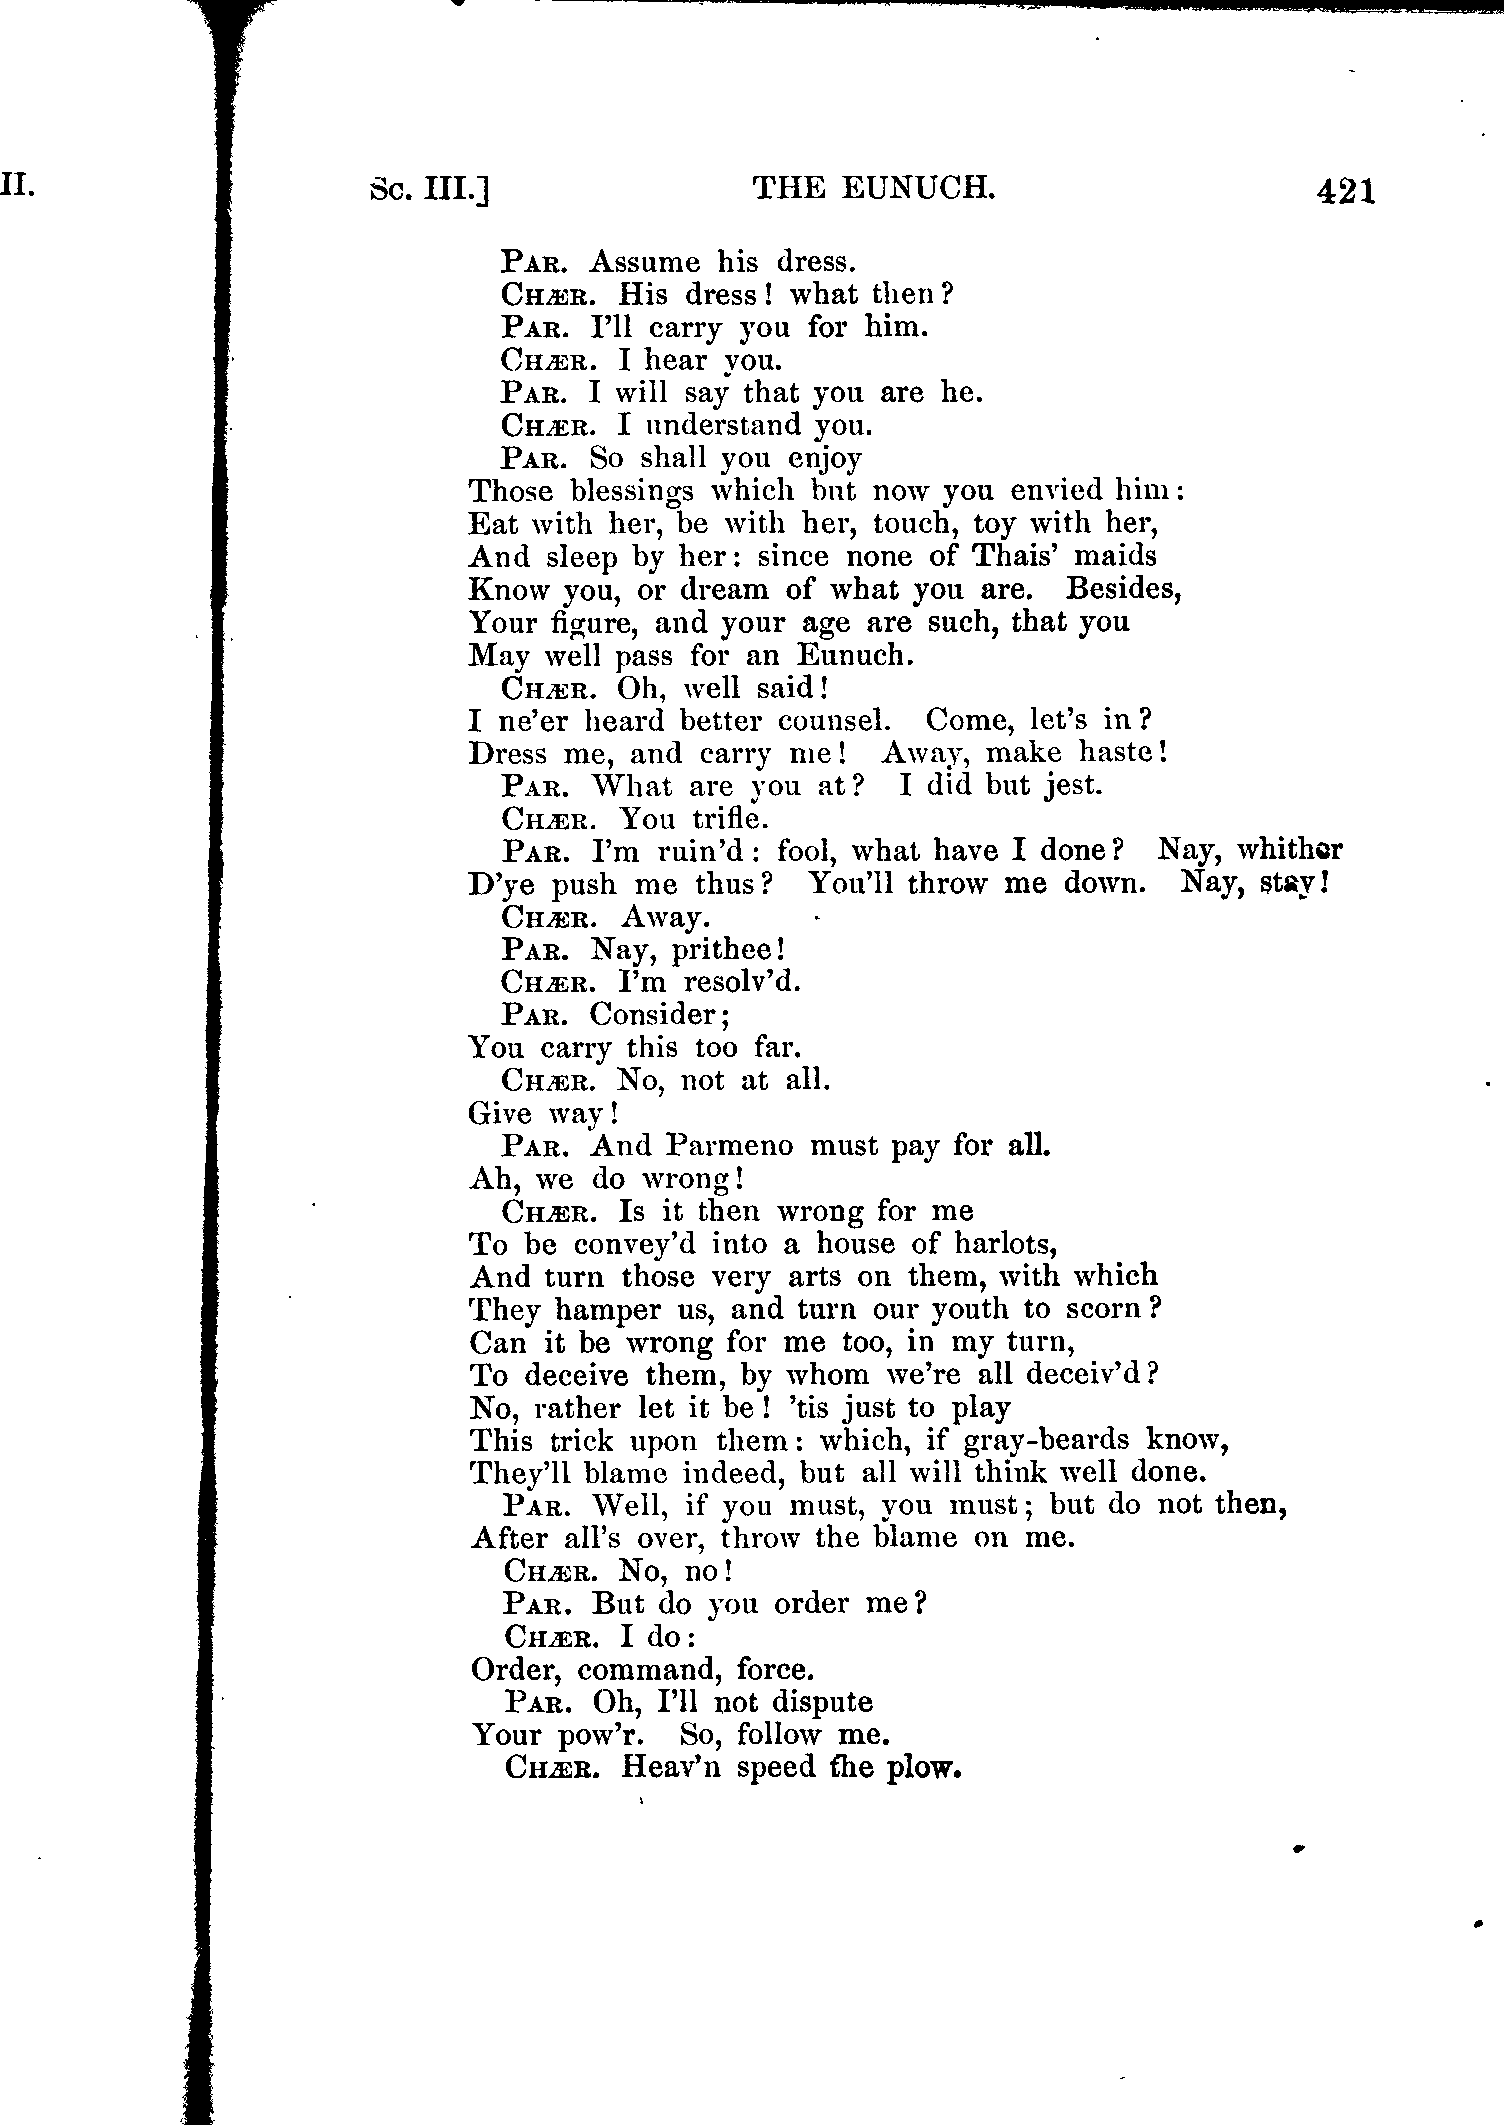 II.
Sc. III.] THE EUNUCH. 421
PAR. Assume his dress.
CHÆR. His dress! what then?
PAR. I'll carry you for him.
CHÆR. I hear you.
PAR. I will say that you are he.
CHÆR. I understand you.
PAR. So shall you enjoy
Those blessings which but now you envied him:
Eat with her, be with her, touch, toy with her,
And sleep by her: since none of Thais' maids
Know you, or dream of what you are. Besides,
Your figure, and your age are such, that you
May well pass for an Eunuch.
CHÆR. Oh, well said!
I ne'er heard better counsel. Come, let's in?
Dress me, and carry me! Away, make haste!
PAR. What are you at? I did but jest.
CHÆR. You trifle.
PAR. I'm ruin'd: fool, what have I done? Nay, whither
D'ye push me thus? You'll throw me down. Nay, stay!
CHÆR. Away.
PAR. Nay, prithee!
CHÆR. I'm resolv'd.
PAR. Consider;
You carry this too far.
CHÆR. No, not at all.
Give way!
PAR. And Parmeno must pay for all.
Ah, we do wrong!
CHÆR. Is it then wrong for me
To be convey'd into a house of harlots,
And turn those very arts on them, with which
They hamper us, and turn our youth to scorn?
Can it be wrong for me too, in my turn,
To deceive them, by whom we're all deceiv'd?
No, rather let it be! 'tis just to play
This trick upon them: which, if gray-beards know,
They'll blame indeed, but all will think well done.
PAR. Well, if you must, you must; but do not then,
After all's over, throw the blame on me.
CHÆR. No, no!
PAR. But do you order me?
CHÆR. I do:
Order, command, force.
PAR. Oh, I'll not dispute
Your pow'r. So, follow me.
CHÆR. Heav'n speed the plow.